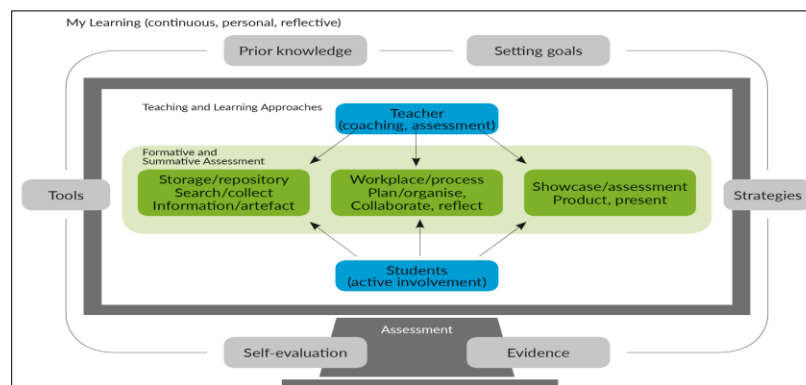 My Learning (continuous, personal, reflective)
Prior knowledge
Setting goals
Teaching and Learning Approaches
Teacher
(coaching, assessment)
Formative and
Summative Assessment
Storage/repository
Search/collect
Information/artefact
Workplace/process
Plan/organise,
Collaborate, reflect
Showcase/assessment
Product, present
Tools
Strategies
Students
(active involvement)
Assessment
Self-evaluation
Evidence